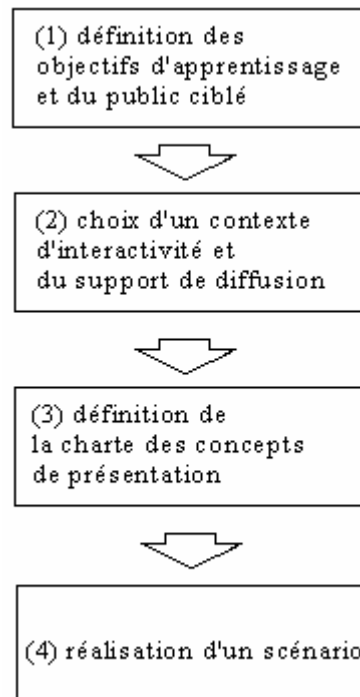 (1) définition des
objectifs d'apprentissage
et du public ciblé
(2) choix d'un contexte
d'interactivité et
du support de diffusion
(3) définition de
la charte des concepts
de présentation
(4) réalisation d'un scénario